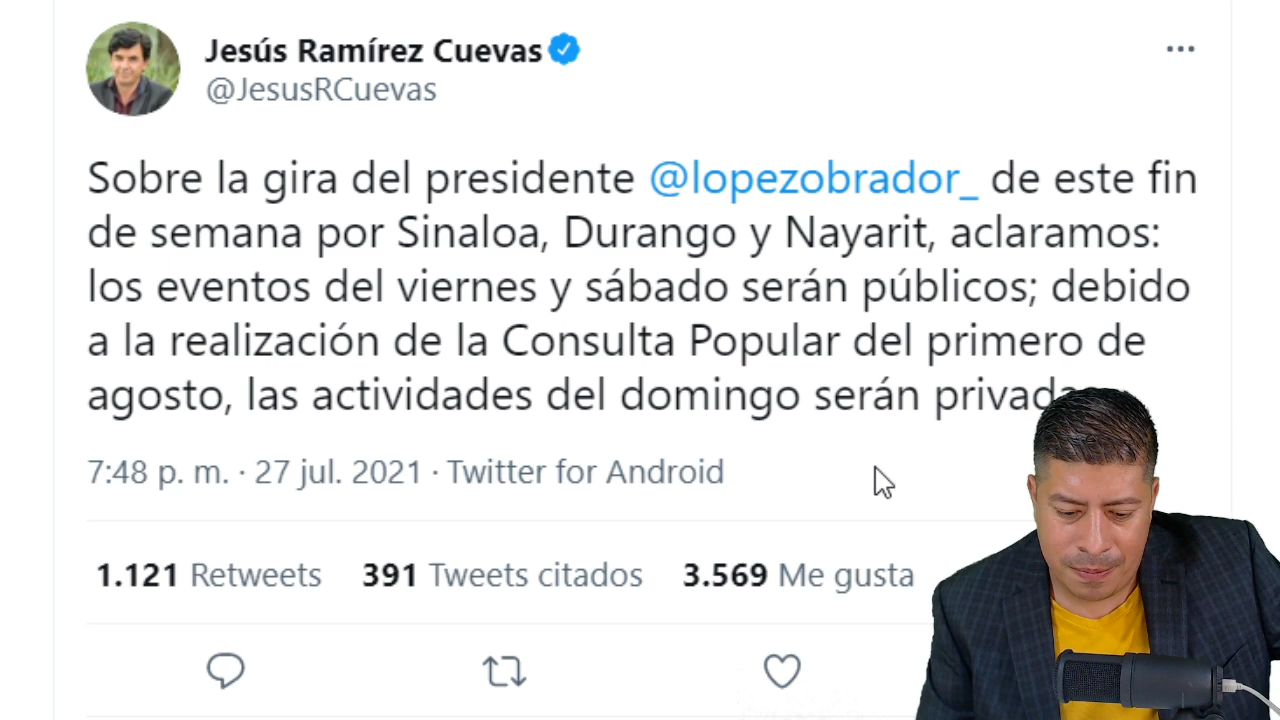 Jesús Ramírez Cuevas
@JesusRCuevas
Sobre la gira del presidente @lopezobrador_ de este fin
de semana por Sinaloa, Durango y Nayarit, aclaramos:
los eventos del viernes y sábado serán públicos; debido
a la realización de la Consulta Popular del primero de
agosto, las actividades del domingo serán
7:48 p. m. · 27 jul. 2021 · Twitter for Android
1.121 Retweets 391 Tweets citados 3.569 Me gusta